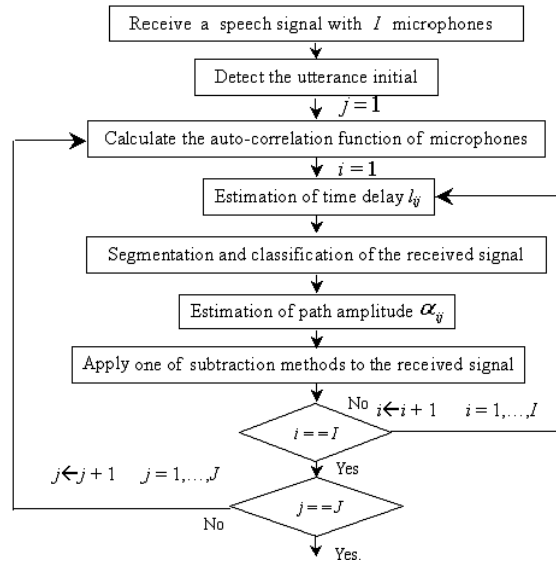 Receive a speech signal with I microphones
Detect the utterance initial
j = 1
Calculate the auto-correlation function of microphones
i = 1
Estimation of time delay l_ij
Segmentation and classification of the received signal
Estimation of path amplitude α_ij
Apply one of subtraction methods to the received signal
No i←i + 1 i = 1,…,I
i == I
Yes
j←j + 1 j = 1,…,J
j == J
No
Yes.